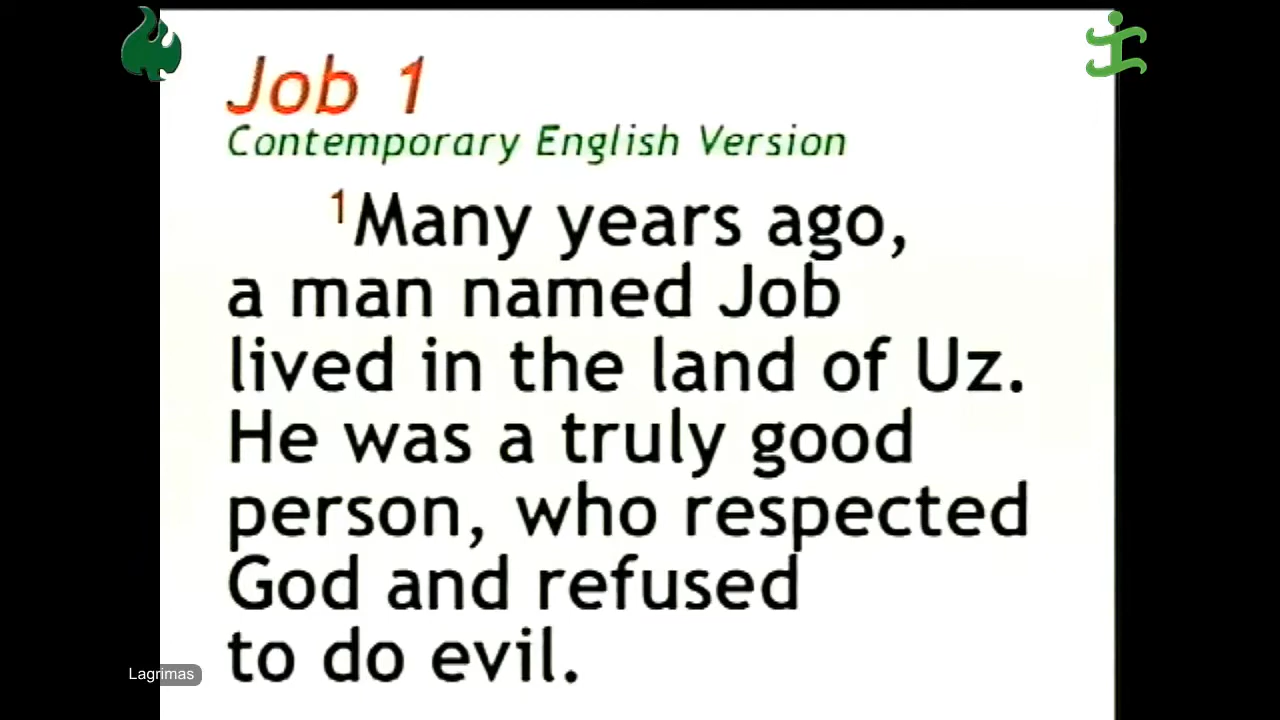 Job 1
Contemporary English Version
1Many years ago,
a man named Job
lived in the land of Uz.
He was a truly good
person, who respected
God and refused
to do evil.
Lagrimas